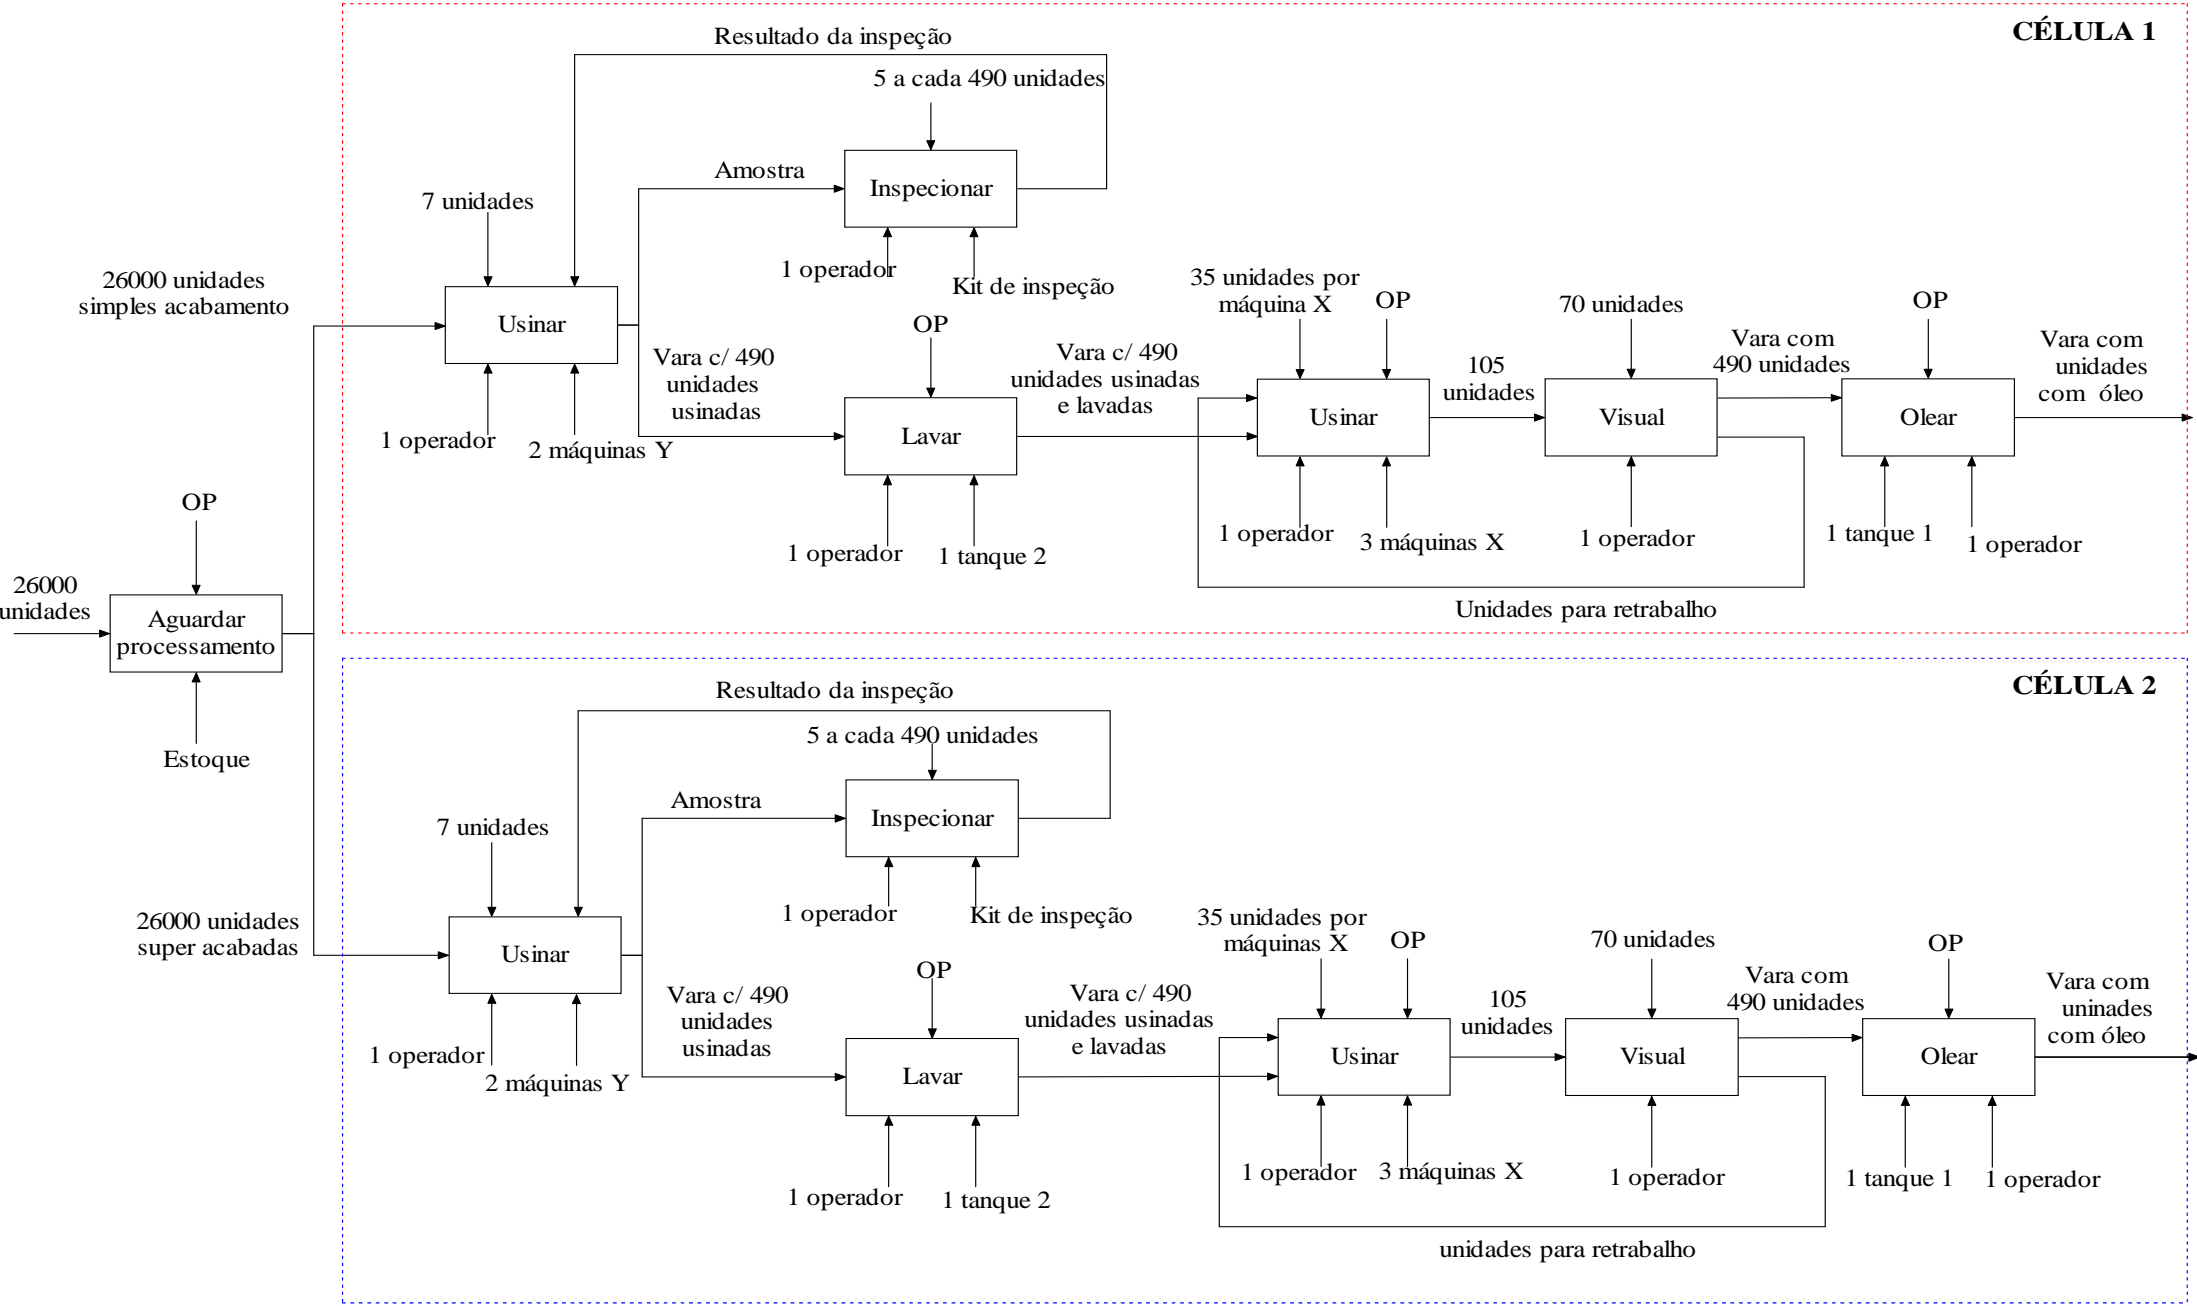 CÉLULA 1
Resultado da inspeção
5 a cada 490 unidades
Amostra
Inspecionar
7 unidades
1 operador
Kit de inspeção
26000 unidades
simples acabamento
Usinar
1 operador
2 máquinas Y
Vara c/ 490
unidades
usinadas
OP
Lavar
1 operador
1 tanque 2
Vara c/ 490
unidades usinadas
e lavadas
35 unidades por
máquina X
OP
Usinar
1 operador
3 máquinas X
105
unidades
70 unidades
Visual
1 operador
Vara com
490 unidades
OP
Olear
1 tanque 1
1 operador
Vara com
unidades
com óleo
Unidades para retrabalho
OP
26000
unidades
Aguardar
processamento
Estoque
CÉLULA 2
Resultado da inspeção
5 a cada 490 unidades
Amostra
Inspecionar
7 unidades
1 operador
Kit de inspeção
26000 unidades
super acabadas
Usinar
1 operador
2 máquinas Y
Vara c/ 490
unidades
usinadas
OP
Lavar
1 operador
1 tanque 2
Vara c/ 490
unidades usinadas
e lavadas
35 unidades por
máquinas X
OP
Usinar
1 operador
3 máquinas X
105
unidades
70 unidades
Visual
1 operador
Vara com
490 unidades
OP
Olear
1 tanque 1
1 operador
Vara com
uninades
com óleo
unidades para retrabalho